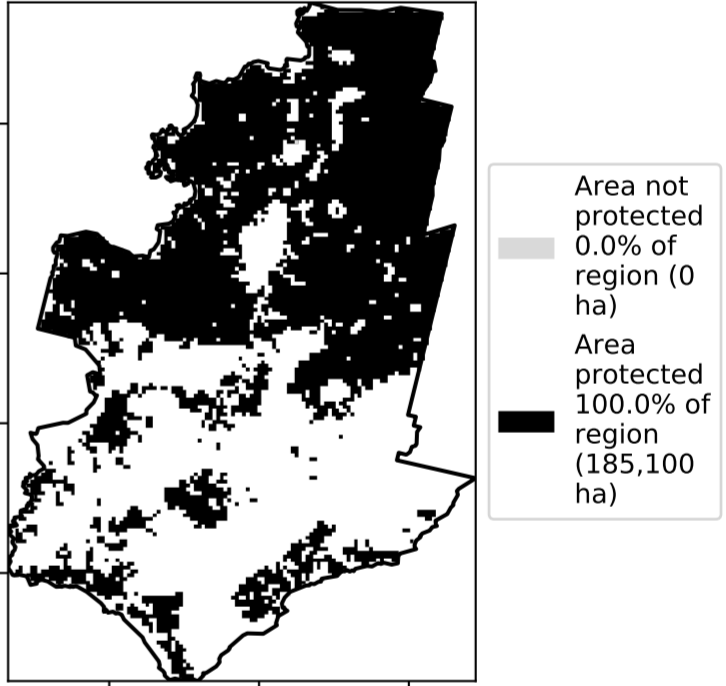 Area not
protected
0.0% of
region (0
ha)
Area
protected
100.0% of
region
(185,100
ha)